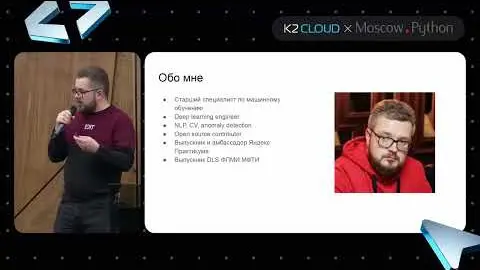 K2 CLOUD × Moscow Python
Обо мне
Старший специалист по машинному
обучению
Deep learning engineer
NLP, CV, anomaly detection
Open source contributer
Выпускник и амбассадор Яндекс
Практикума
Выпускник DLS ФПМИ МФТИ
EXIT